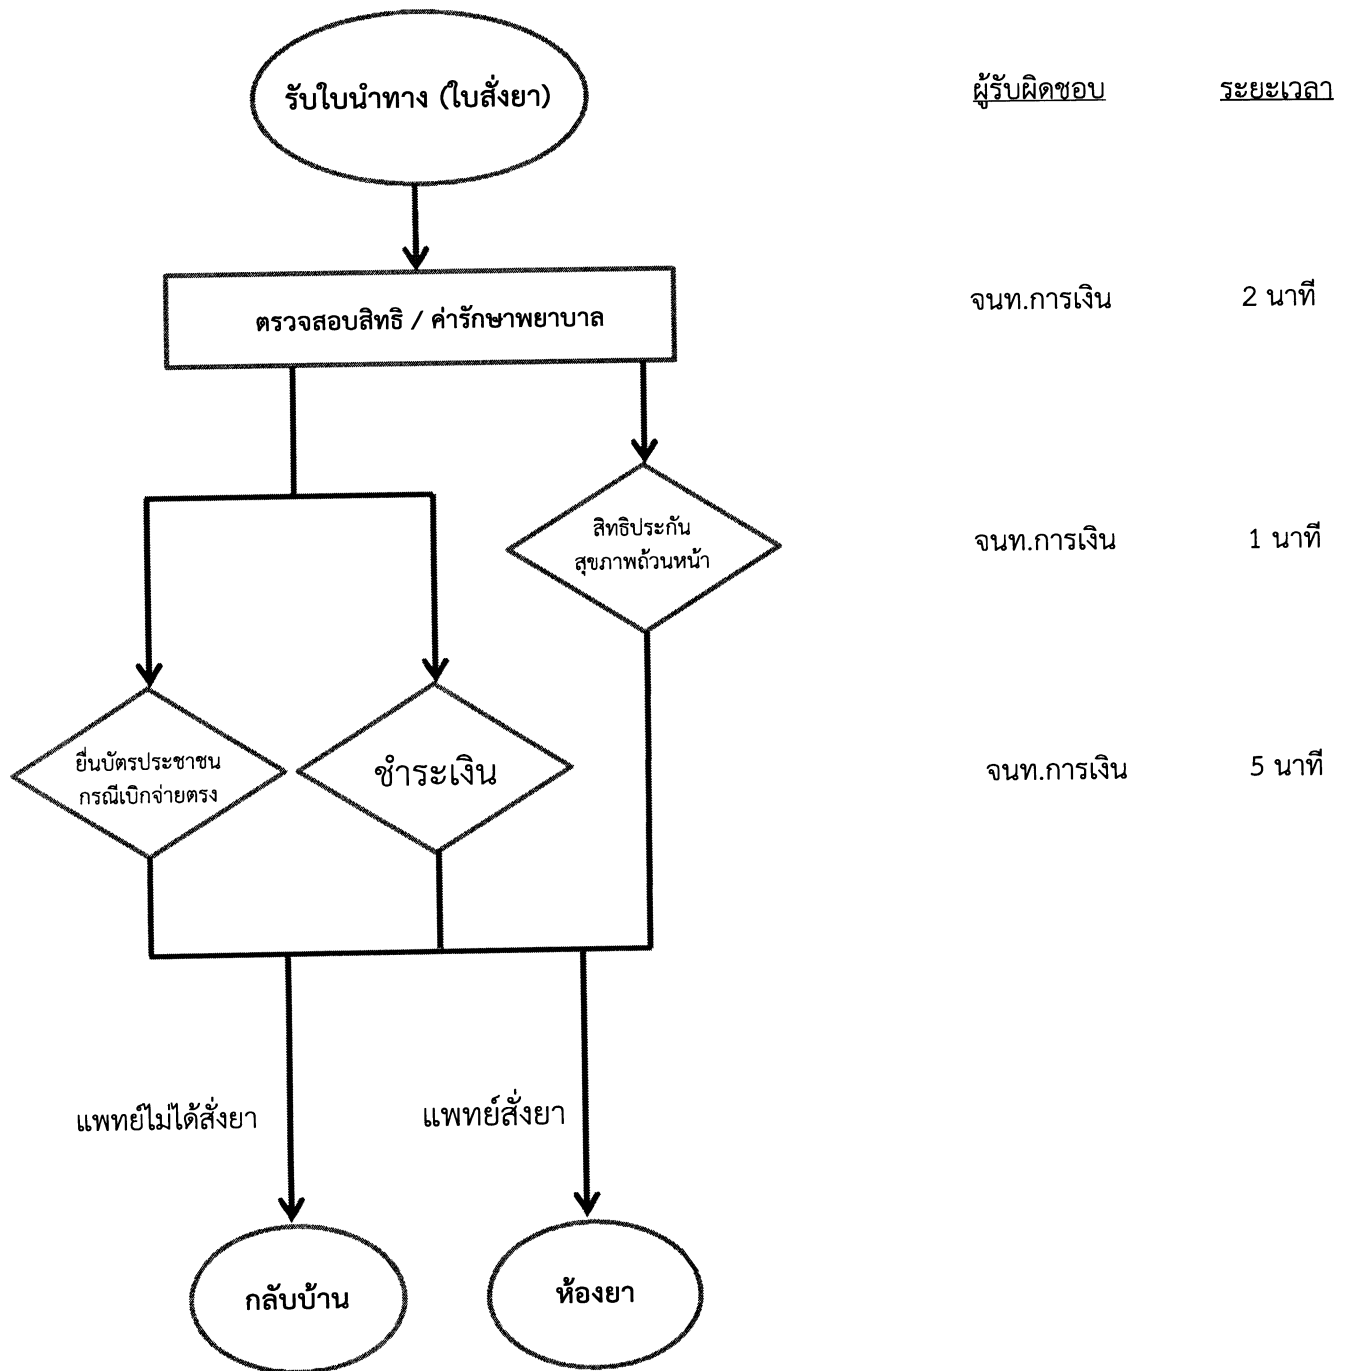 รับใบนำทาง (ใบสั่งยา)
ผู้รับผิดชอบ
ระยะเวลา
ตรวจสอบสิทธิ / ค่ารักษาพยาบาล
จนท.การเงิน
2 นาที
สิทธิประกัน
สุขภาพถ้วนหน้า
จนท.การเงิน
1 นาที
ยื่นบัตรประชาชน
กรณีเบิกจ่ายตรง
ชำระเงิน
จนท.การเงิน
5 นาที
แพทย์ไม่ได้สั่งยา
แพทย์สั่งยา
กลับบ้าน
ห้องยา